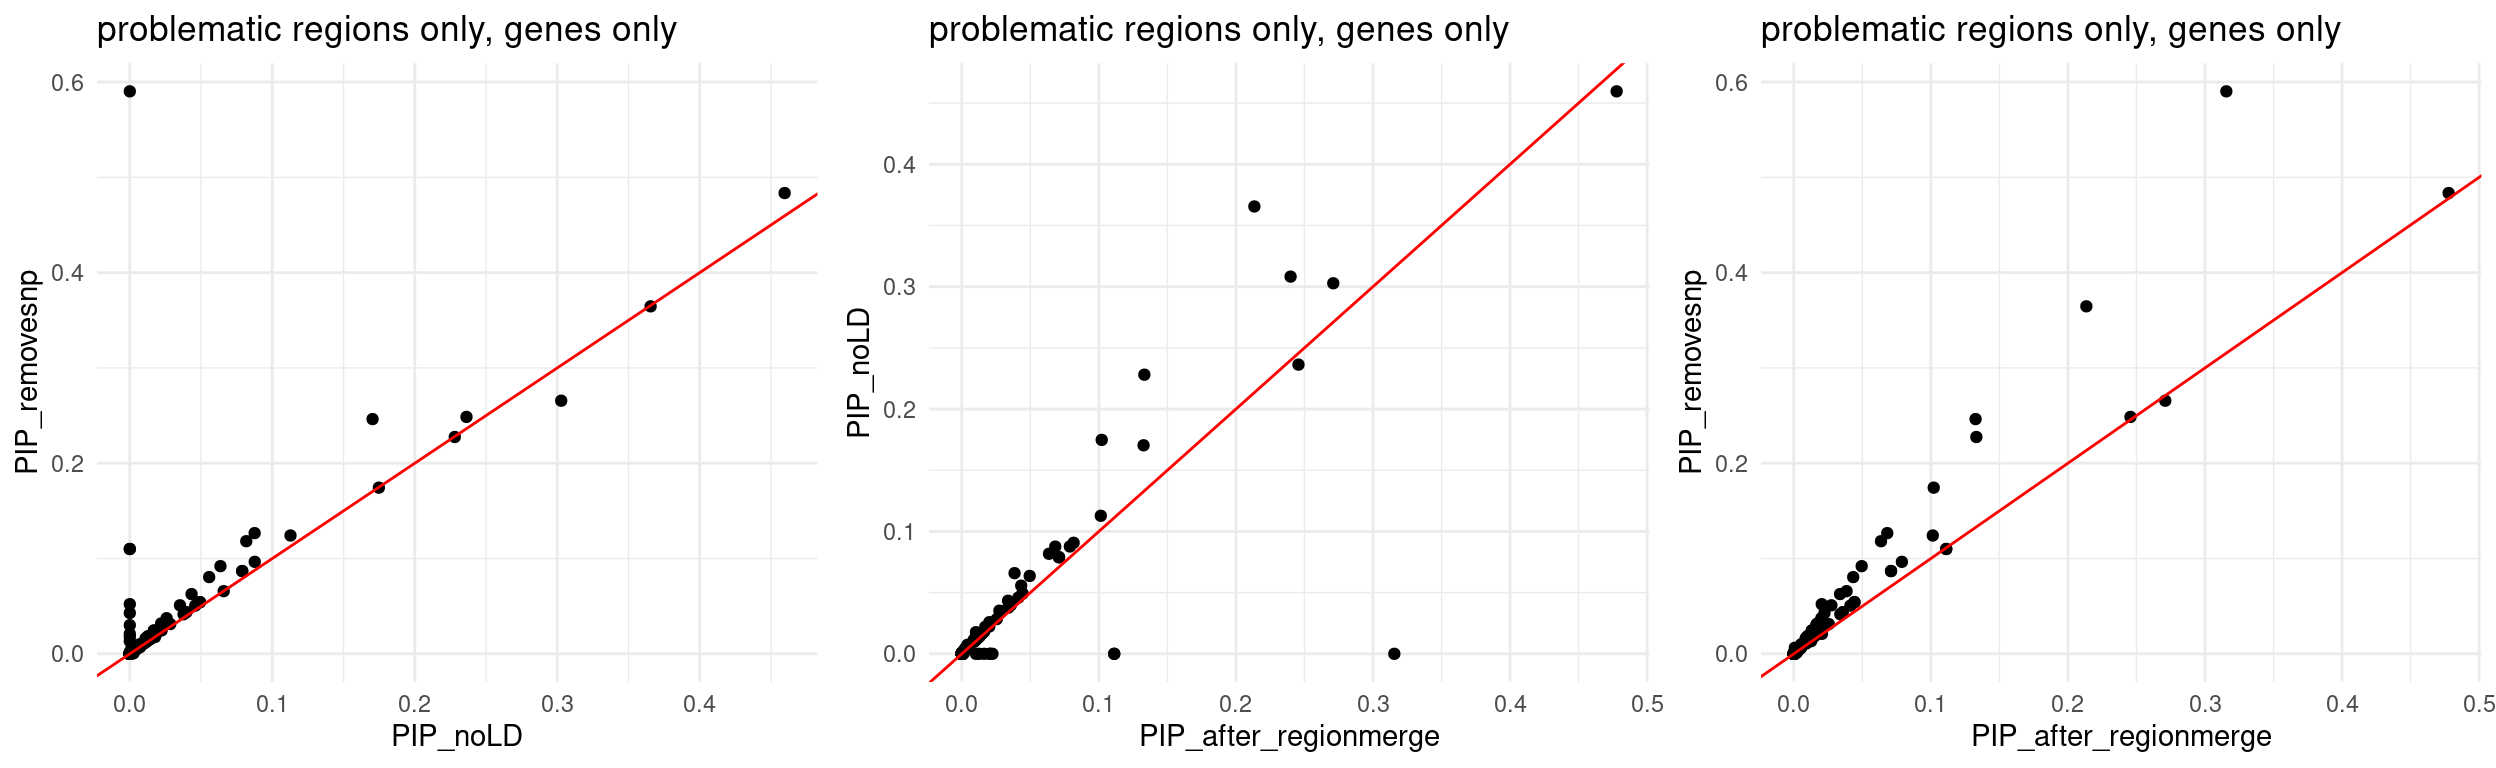 problematic regions only, genes only
PIP_removesnp
0.6
0.4
0.2
0.0
0.0 0.1 0.2 0.3 0.4
PIP_noLD
problematic regions only, genes only
PIP_noLD
0.4
0.3
0.2
0.1
0.0
0.0 0.1 0.2 0.3 0.4 0.5
PIP_after_regionmerge
problematic regions only, genes only
PIP_removesnp
0.6
0.4
0.2
0.0
0.0 0.1 0.2 0.3 0.4 0.5
PIP_after_regionmerge